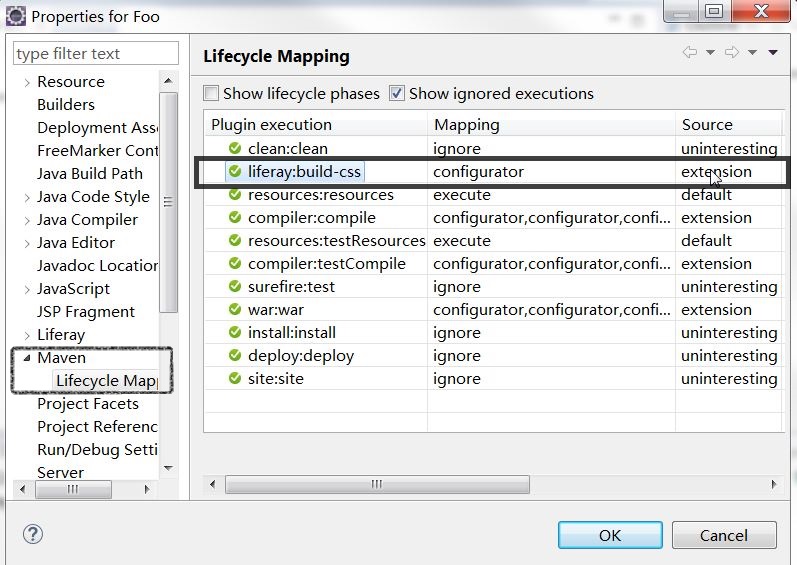 Properties for Foo
type filter text
Resource
Builders
Deployment Asse
FreeMarker Cont
Java Build Path
Java Code Style
Java Compiler
Java Editor
Javadoc Location
JavaScript
JSP Fragment
Liferay
Maven
Lifecycle Mapp
Project Facets
Project Referenc
Run/Debug Setti
Server
Lifecycle Mapping
Show lifecycle phases Show ignored executions
Plugin execution Mapping Source
clean:clean ignore uninteresting
liferay:build-css configurator extension
resources:resources execute default
compiler:compile configurator,configurator,confi... extension
resources:testResources execute default
compiler:testCompile configurator,configurator,confi... extension
surefire:test ignore uninteresting
war:war configurator,configurator,confi... extension
install:install ignore uninteresting
deploy:deploy ignore uninteresting
site:site ignore uninteresting
OK Cancel